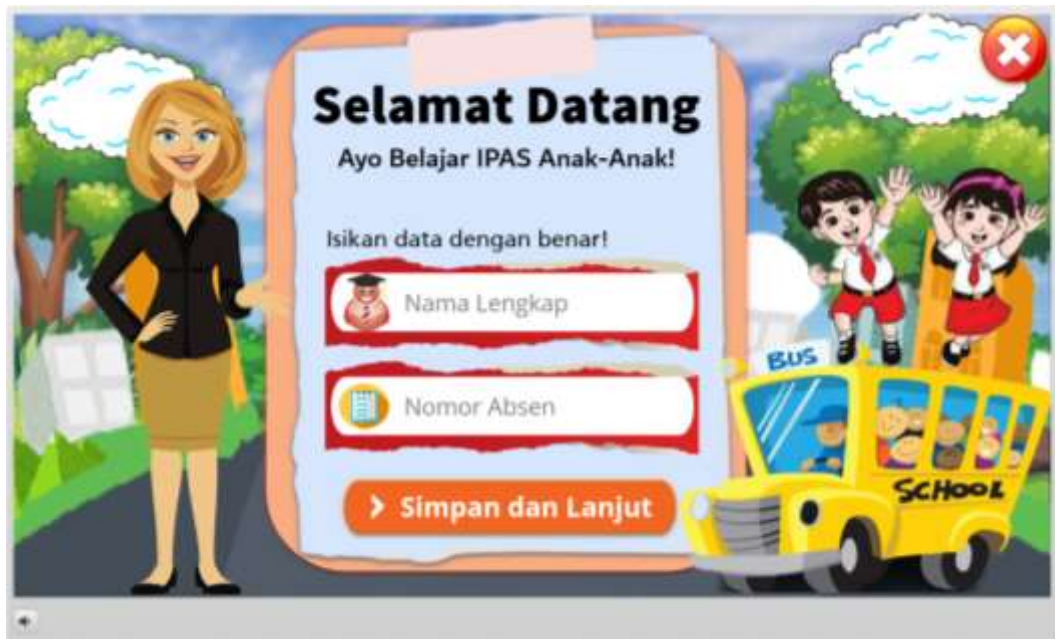 Selamat Datang
Ayo Belajar IPAS Anak-Anak!
Isikan data dengan benar!
Nama Lengkap
Nomor Absen
Simpan dan Lanjut
BUS
SCHOOL